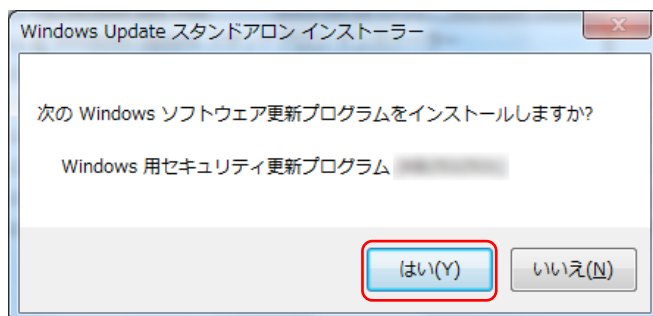 Windows Update スタンドアロン インストーラー
次の Windows ソフトウェア更新プログラムをインストールしますか?
Windows 用セキュリティ更新プログラム
はい(Y)
いいえ(N)